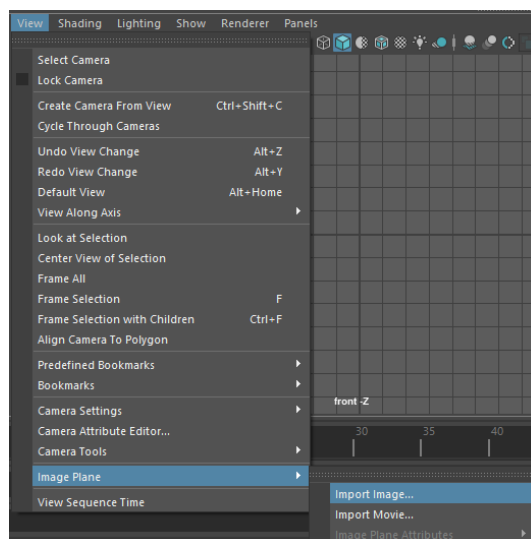 View Shading Lighting Show Renderer Panels
Select Camera
Lock Camera
Create Camera From View Ctrl+Shift+C
Cycle Through Cameras
Undo View Change Alt+Z
Redo View Change Alt+Y
Default View Alt+Home
View Along Axis
Look at Selection
Center View of Selection
Frame All
Frame Selection F
Frame Selection with Children Ctrl+F
Align Camera To Polygon
Predefined Bookmarks
Bookmarks
front -Z
Camera Settings
30 35 40
Camera Attribute Editor...
Camera Tools
Image Plane
Import Image...
View Sequence Time
Import Movie...
Image Plane Attributes